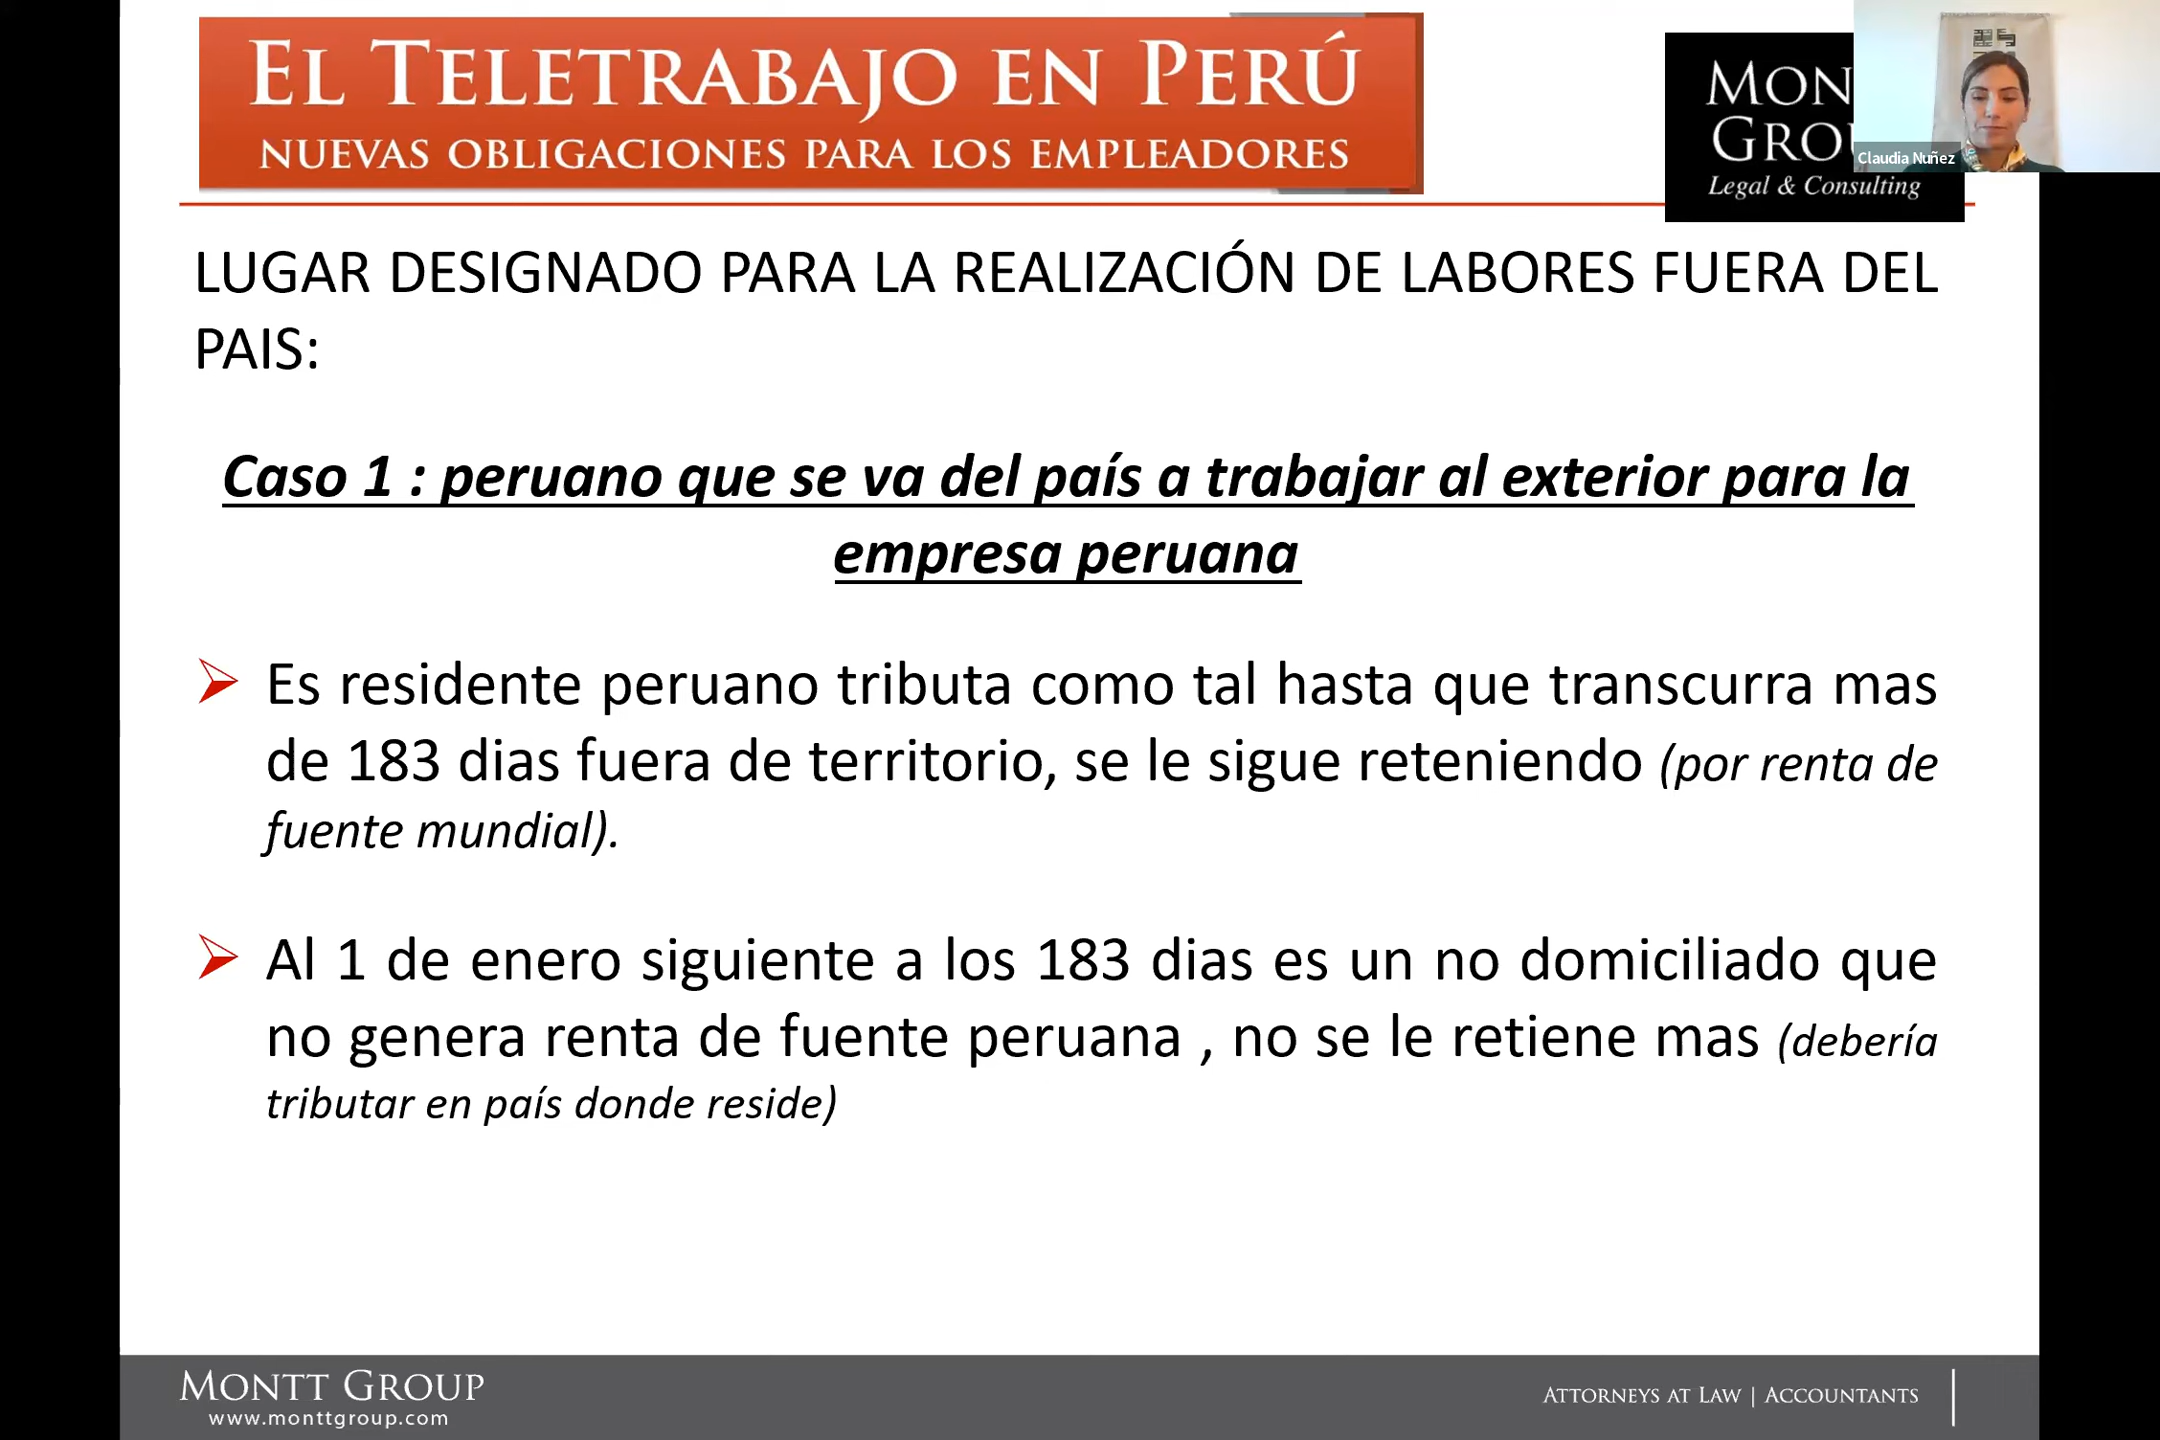 EL TELETRABAJO EN PERÚ
NUEVAS OBLIGACIONES PARA LOS EMPLEADORES
Claudia Nuñez
Legal & Consulting
LUGAR DESIGNADO PARA LA REALIZACIÓN DE LABORES FUERA DEL
PAIS:
Caso 1 : peruano que se va del país a trabajar al exterior para la
empresa peruana
Es residente peruano tributa como tal hasta que transcurra mas
de 183 dias fuera de territorio, se le sigue reteniendo (por renta de
fuente mundial).
Al 1 de enero siguiente a los 183 dias es un no domiciliado que
no genera renta de fuente peruana , no se le retiene mas (debería
tributar en país donde reside)
MONTT GROUP
www.monttgroup.com
ATTORNEYS AT LAW | ACCOUNTANTS